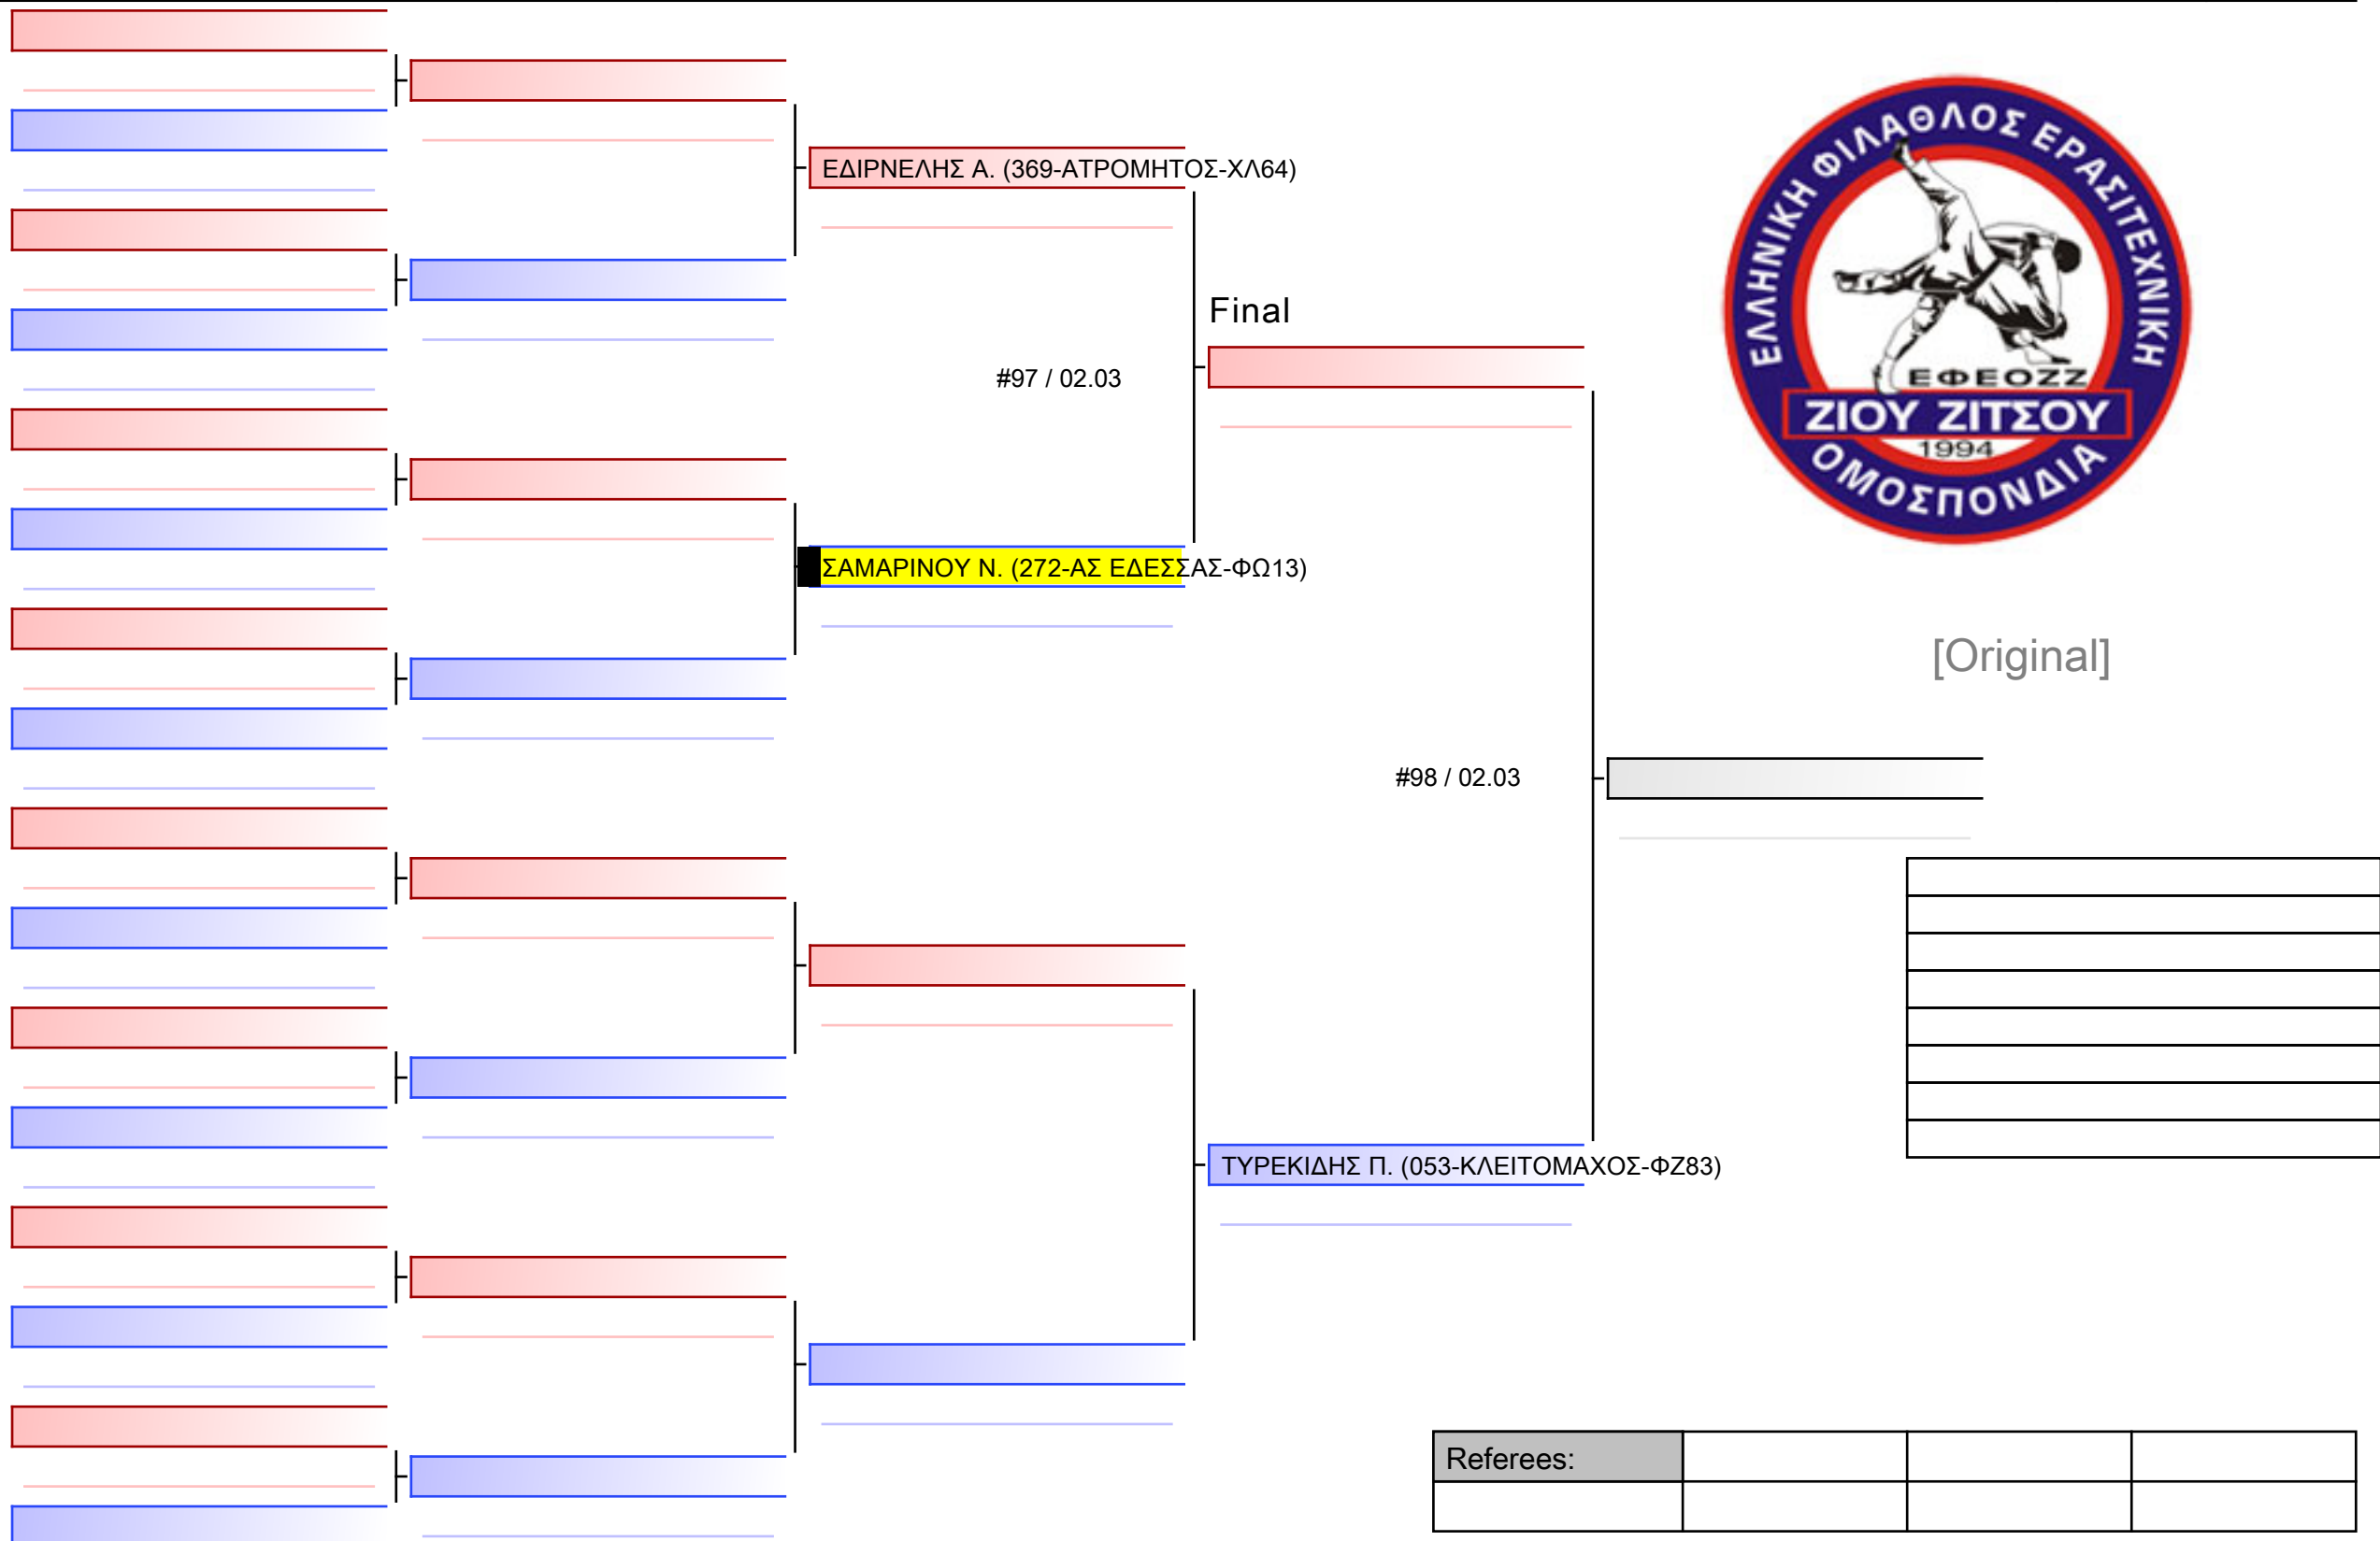 ΕΛΛΗΝΙΚΗ ΦΙΛΑΘΛΟΣ ΕΡΑΣΙΤΕΧΝΙΚΗ
ΕΔΙΡΝΕΛΗΣ Α. (369-ΑΤΡΟΜΗΤΟΣ-ΧΛ64)
Final
#97 / 02.03
ΕΦΕΟΖΖ
ΖΙΟΥ ΖΙΤΣΟΥ
1994
ΟΜΟΣΠΟΝΔΙΑ
ΣΑΜΑΡΙΝΟΥ Ν. (272-ΑΣ ΕΔΕΣΣΑΣ-ΦΩ13)
[Original]
#98 / 02.03
ΤΥΡΕΚΙΔΗΣ Π. (053-ΚΛΕΙΤΟΜΑΧΟΣ-ΦΖ83)
Referees: